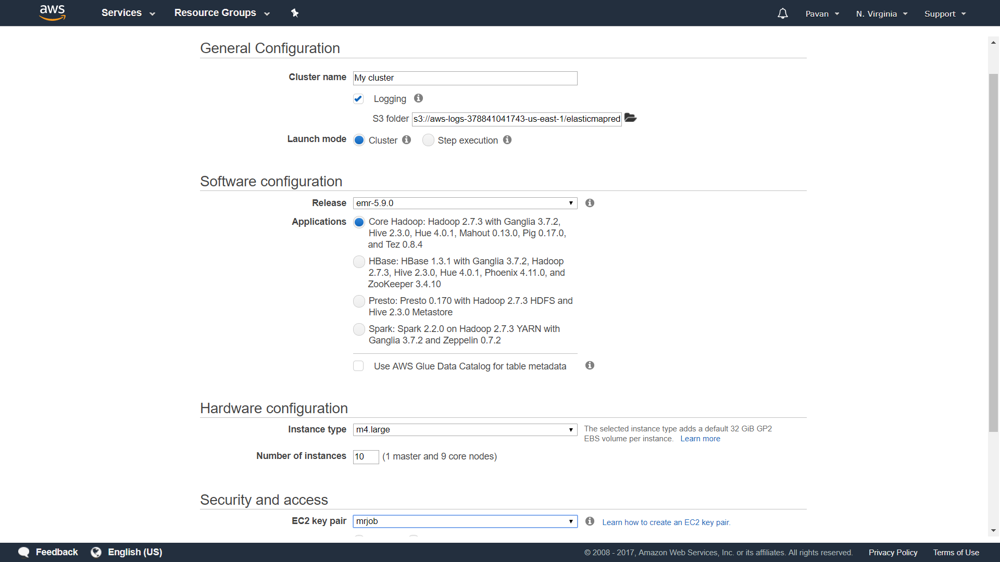 aws
Services
Resource Groups
Pavan
N. Virginia
Support
General Configuration
Cluster name
My cluster
Logging
S3 folder
s3://aws-logs-378841041743-us-east-1/elasticmapred
Launch mode
Cluster
Step execution
Software configuration
Release
emr-5.9.0
Applications
Core Hadoop: Hadoop 2.7.3 with Ganglia 3.7.2,
Hive 2.3.0, Hue 4.0.1, Mahout 0.13.0, Pig 0.17.0,
and Tez 0.8.4
HBase: HBase 1.3.1 with Ganglia 3.7.2, Hadoop
2.7.3, Hive 2.3.0, Hue 4.0.1, Phoenix 4.11.0, and
ZooKeeper 3.4.10
Presto: Presto 0.170 with Hadoop 2.7.3 HDFS and
Hive 2.3.0 Metastore
Spark: Spark 2.2.0 on Hadoop 2.7.3 YARN with
Ganglia 3.7.2 and Zeppelin 0.7.2
Use AWS Glue Data Catalog for table metadata
Hardware configuration
Instance type
m4.large
The selected instance type adds a default 32 GiB GP2
EBS volume per instance. Learn more
Number of instances
10
(1 master and 9 core nodes)
Security and access
EC2 key pair
mrjob
Learn how to create an EC2 key pair.
Feedback
English (US)
© 2008 - 2017, Amazon Web Services, Inc. or its affiliates. All rights reserved.
Privacy Policy
Terms of Use